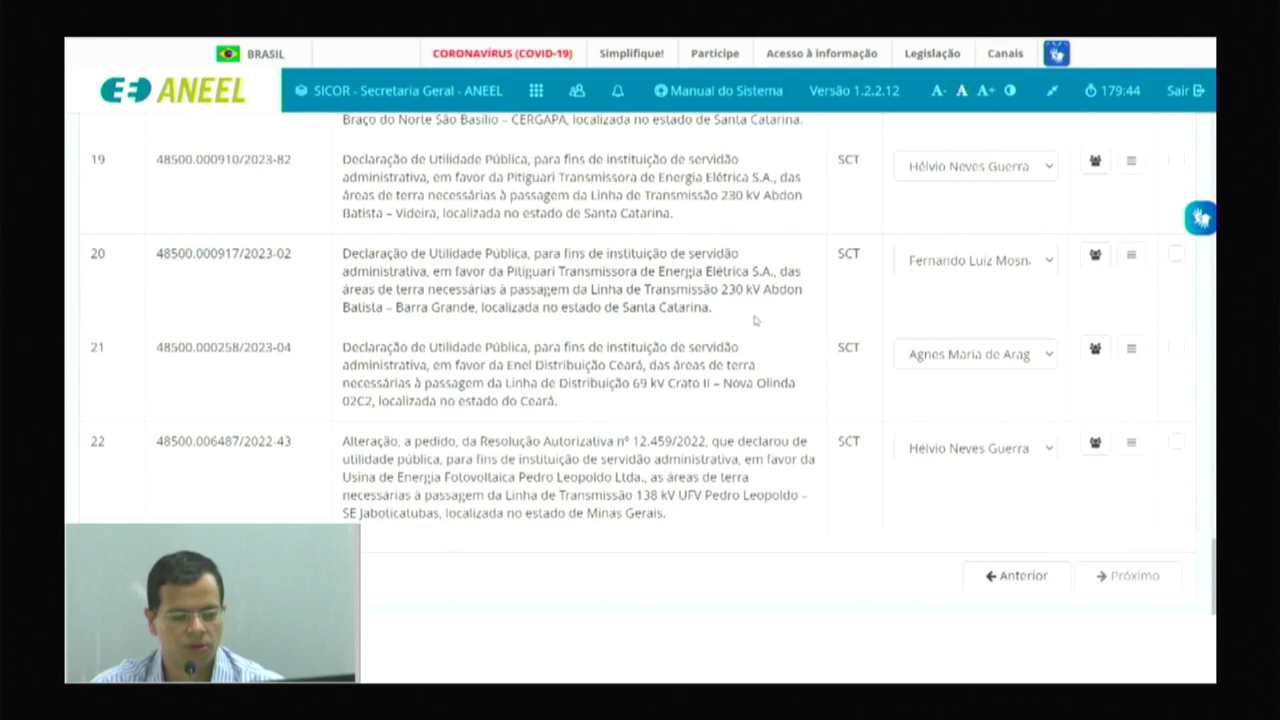 BRASIL
CORONAVÍRUS (COVID-19)
Simplifique!
Participe
Acesso à informação
Legislação
Canais
ANEEL
SICOR - Secretaria Geral - ANEEL
Manual do Sistema
Versão 1.2.2.12
A-
A
A+
179:44
Sair
Braço do Norte São Basílio – CERGAPA, localizada no estado de Santa Catarina.
19
48500.000910/2023-82
Declaração de Utilidade Pública, para fins de instituição de servidão
administrativa, em favor da Pitiguari Transmissora de Energia Elétrica S.A., das
áreas de terra necessárias à passagem da Linha de Transmissão 230 kV Abdon
Batista – Videira, localizada no estado de Santa Catarina.
SCT
Hélvio Neves Guerra
20
48500.000917/2023-02
Declaração de Utilidade Pública, para fins de instituição de servidão
administrativa, em favor da Pitiguari Transmissora de Energia Elétrica S.A., das
áreas de terra necessárias à passagem da Linha de Transmissão 230 kV Abdon
Batista – Barra Grande, localizada no estado de Santa Catarina.
SCT
Fernando Luiz Mosn
21
48500.000258/2023-04
Declaração de Utilidade Pública, para fins de instituição de servidão
administrativa, em favor da Enel Distribuição Ceará, das áreas de terra
necessárias à passagem da Linha de Distribuição 69 kV Crato II – Nova Olinda
02C2, localizada no estado do Ceará.
SCT
Agnes Maria de Arag
22
48500.006487/2022-43
Alteração, a pedido, da Resolução Autorizativa nº 12.459/2022, que declarou de
utilidade pública, para fins de instituição de servidão administrativa, em favor da
Usina de Energia Fotovoltaica Pedro Leopoldo Ltda., as áreas de terra
necessárias à passagem da Linha de Transmissão 138 kV UFV Pedro Leopoldo –
SE Jaboticatubas, localizada no estado de Minas Gerais.
SCT
Hélvio Neves Guerra
Anterior
Próximo